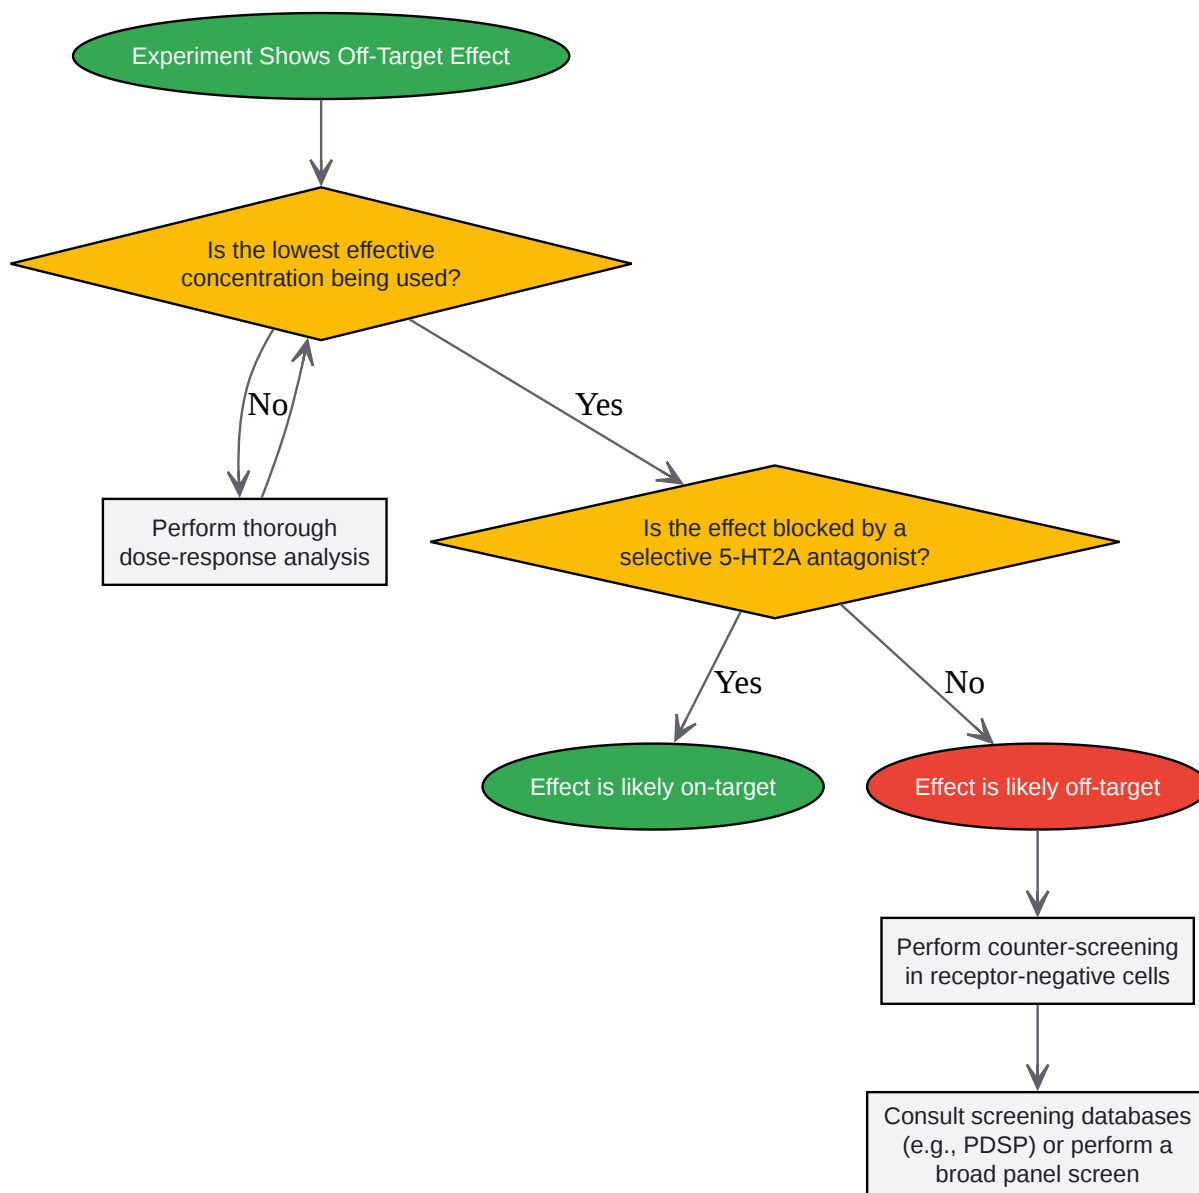 Experiment Shows Off-Target Effect
Is the lowest effective
concentration being used?
No
Yes
Perform thorough
dose-response analysis
Is the effect blocked by a
selective 5-HT2A antagonist?
Yes
No
Effect is likely on-target
Effect is likely off-target
Perform counter-screening
in receptor-negative cells
Consult screening databases
(e.g., PDSP) or perform a
broad panel screen